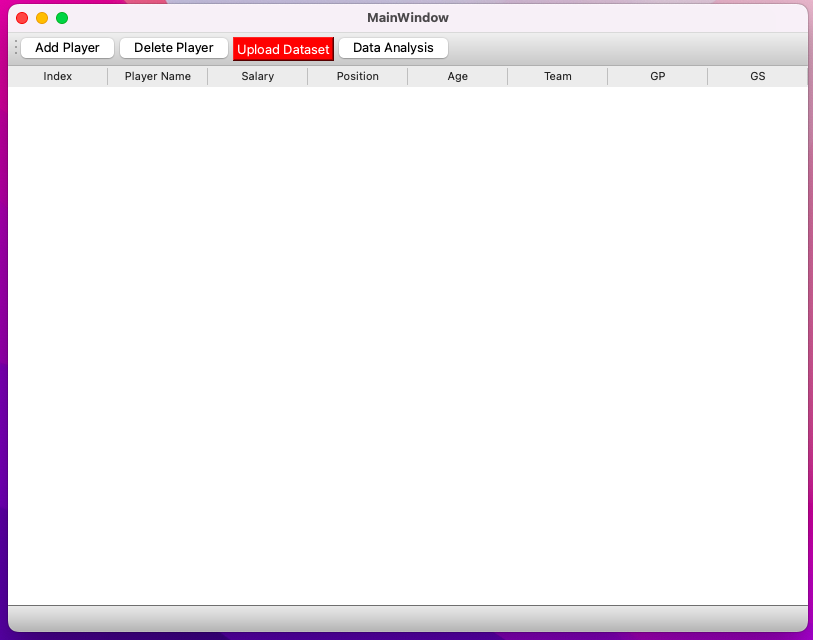 MainWindow
Add Player Delete Player Upload Dataset Data Analysis
Index Player Name Salary Position Age Team GP GS